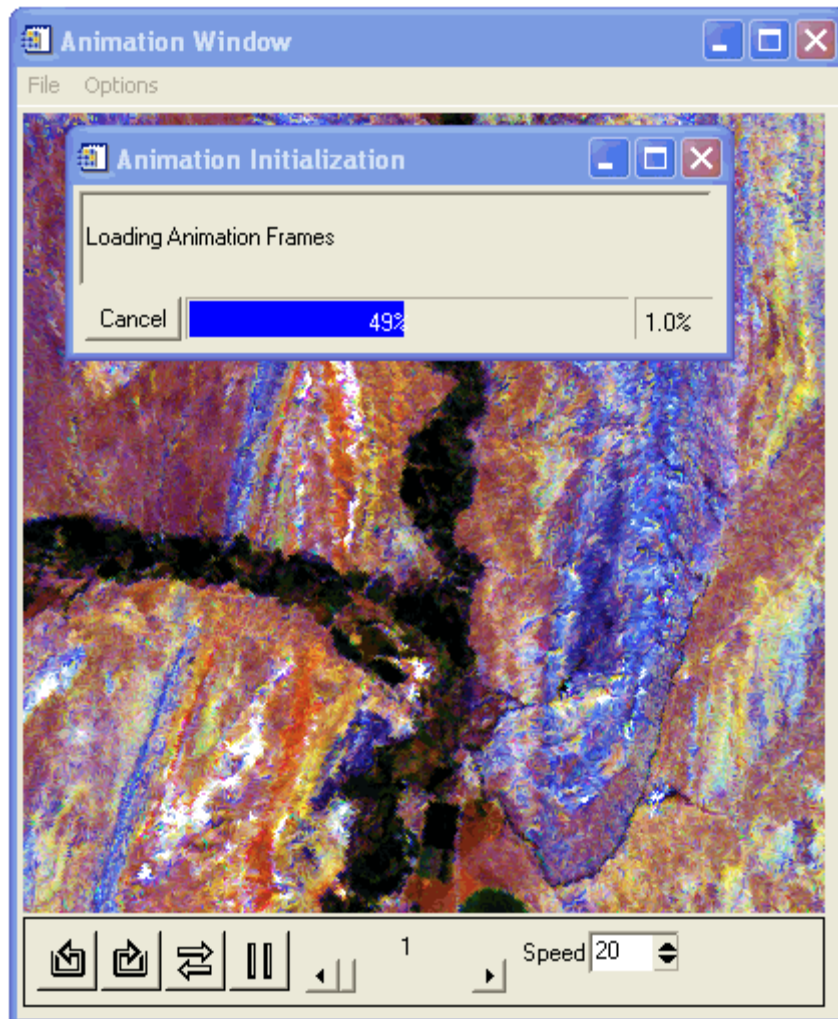 Animation Window
File Options
Animation Initialization
Loading Animation Frames
Cancel 49% 1.0%
1 Speed 20